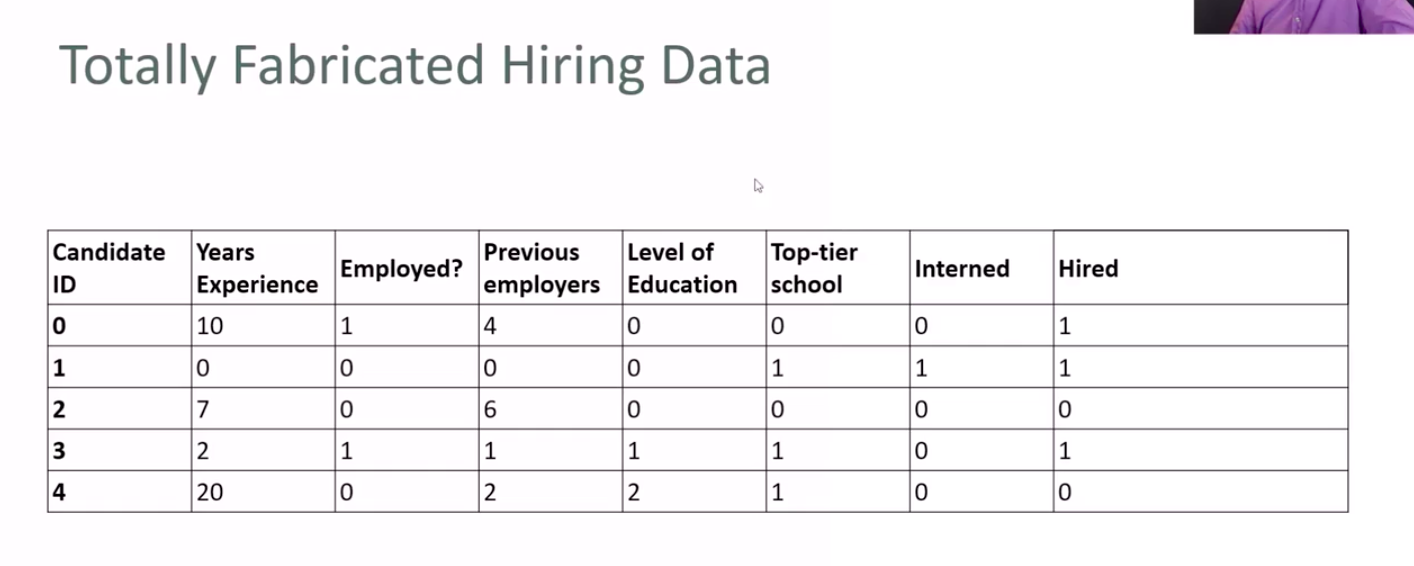 Totally Fabricated Hiring Data
Candidate ID Years Experience Employed? Previous employers Level of Education Top-tier school Interned Hired
0 10 1 4 0 0 0 1
1 0 0 0 0 1 1 1
2 7 0 6 0 0 0 0
3 2 1 1 1 1 0 1
4 20 0 2 2 1 0 0